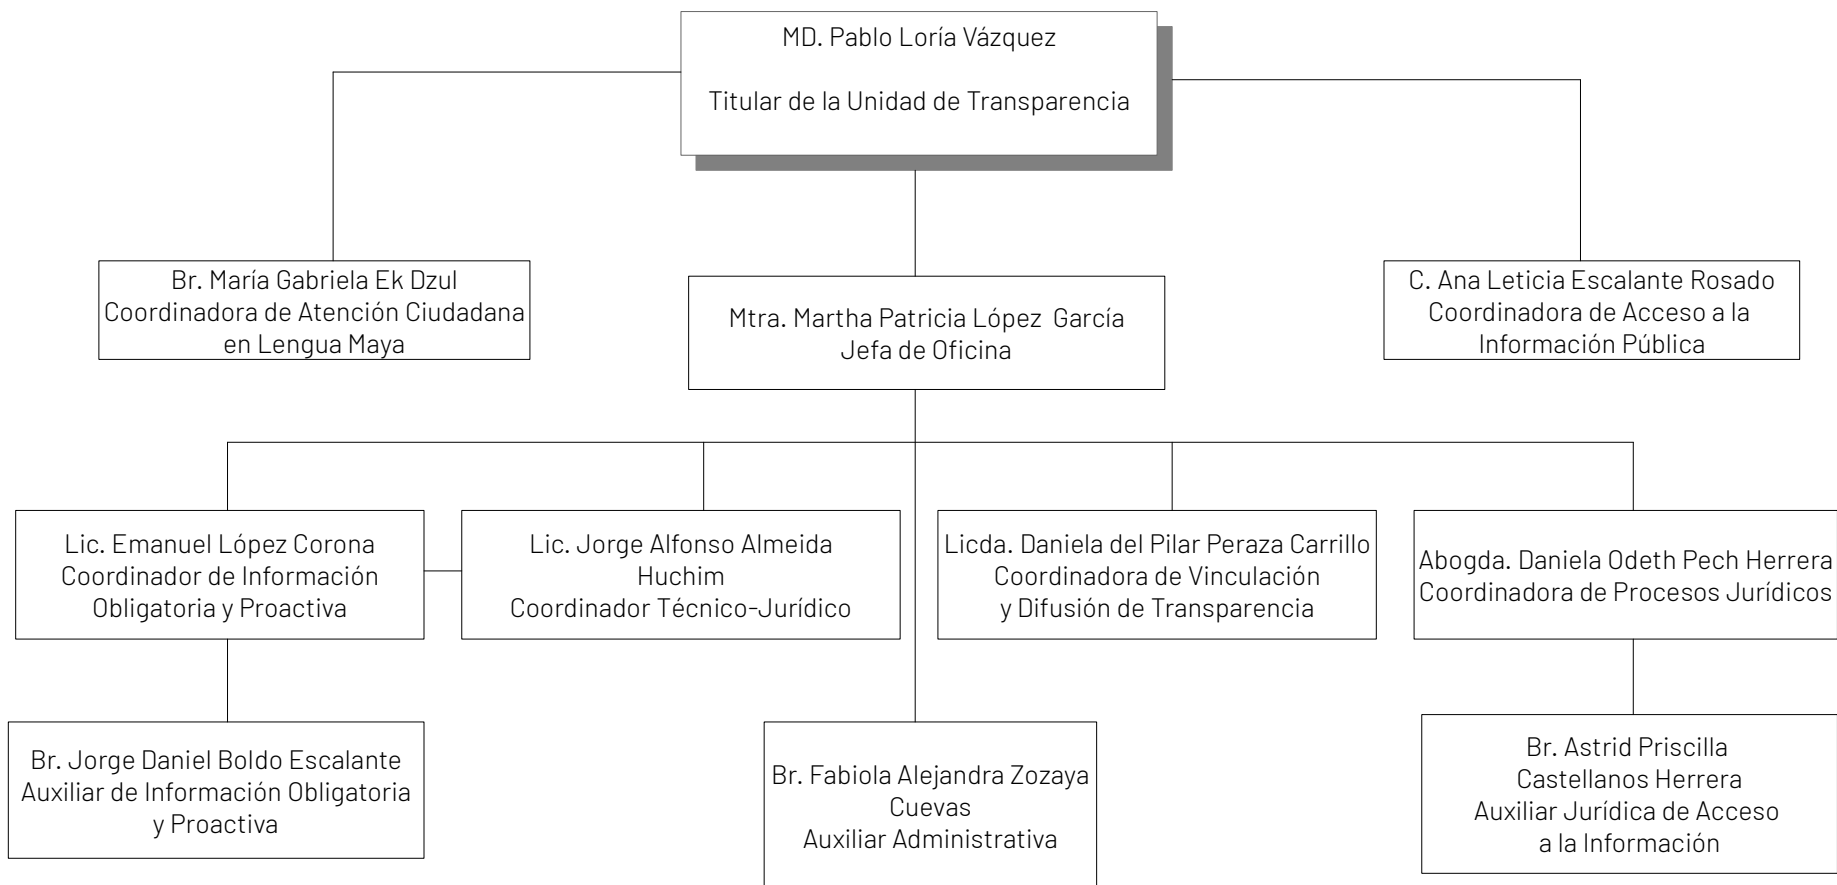 MD. Pablo Loría Vázquez
Titular de la Unidad de Transparencia
Br. María Gabriela Ek Dzul
Coordinadora de Atención Ciudadana
en Lengua Maya
Mtra. Martha Patricia López García
Jefa de Oficina
C. Ana Leticia Escalante Rosado
Coordinadora de Acceso a la
Información Pública
Lic. Emanuel López Corona
Coordinador de Información
Obligatoria y Proactiva
Lic. Jorge Alfonso Almeida
Huchim
Coordinador Técnico-Jurídico
Licda. Daniela del Pilar Peraza Carrillo
Coordinadora de Vinculación
y Difusión de Transparencia
Abogda. Daniela Odeth Pech Herrera
Coordinadora de Procesos Jurídicos
Br. Jorge Daniel Boldo Escalante
Auxiliar de Información Obligatoria
y Proactiva
Br. Fabiola Alejandra Zozaya
Cuevas
Auxiliar Administrativa
Br. Astrid Priscilla
Castellanos Herrera
Auxiliar Jurídica de Acceso
a la Información